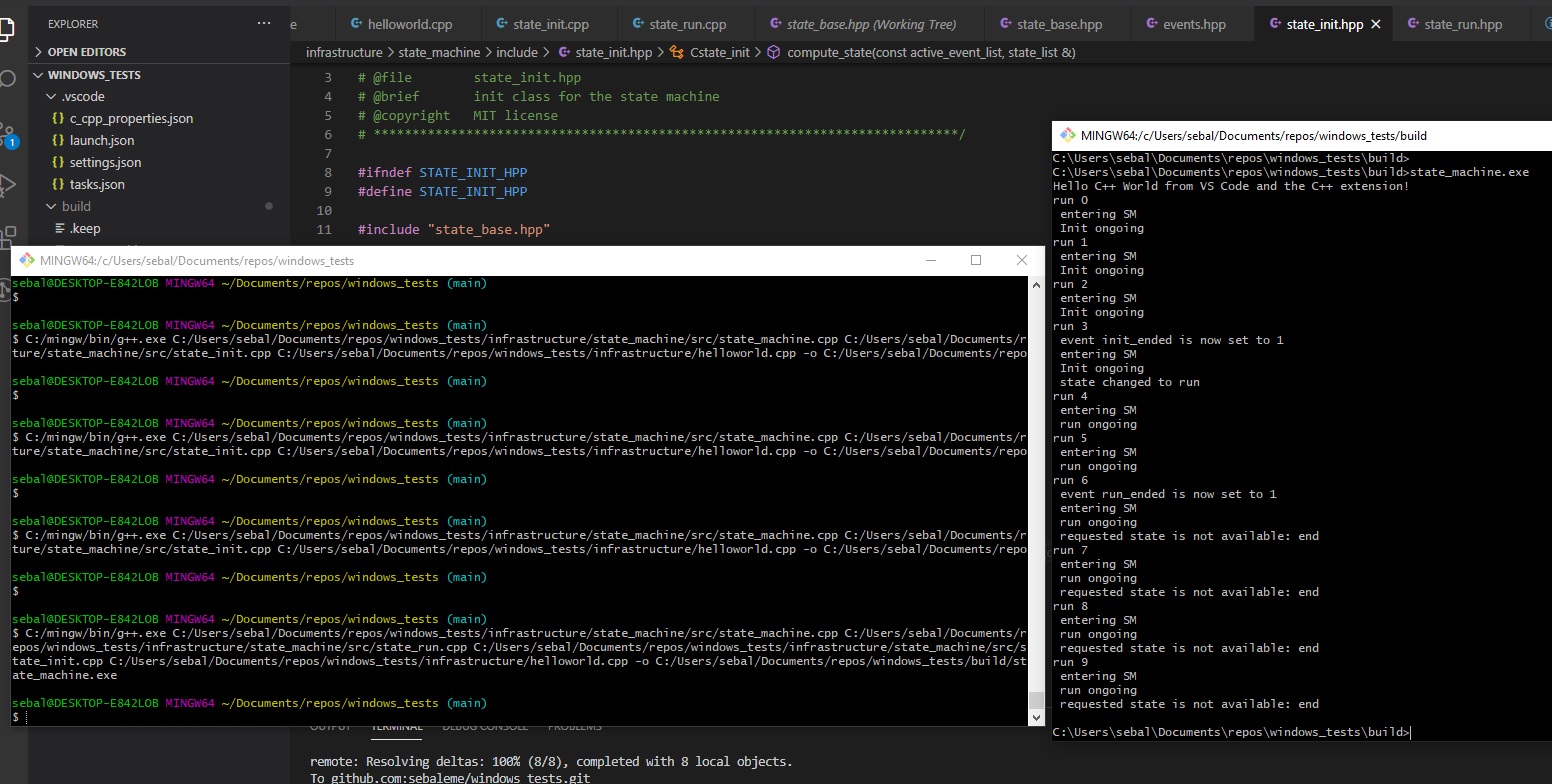 EXPLORER
···
OPEN EDITORS
WINDOWS_TESTS
.vscode
{} c_cpp_properties.json
{} launch.json
{} settings.json
{} tasks.json
build
.keep
1
e
helloworld.cpp
state_init.cpp
state_run.cpp
state_base.hpp (Working Tree)
state_base.hpp
events.hpp
state_init.hpp
state_run.hpp
infrastructure > state_machine > include > state_init.hpp > Cstate_init > compute_state(const active_event_list, state_list &)
3 # @file state_init.hpp
4 # @brief init class for the state machine
5 # @copyright MIT license
6 # ****************************************************************************/
7
8 #ifndef STATE_INIT_HPP
9 #define STATE_INIT_HPP
10
11 #include "state_base.hpp"
MINGW64:/c/Users/sebal/Documents/repos/windows_tests
sebal@DESKTOP-E842LOB MINGW64 ~/Documents/repos/windows_tests (main)
$
sebal@DESKTOP-E842LOB MINGW64 ~/Documents/repos/windows_tests (main)
$ C:/mingw/bin/g++.exe C:/Users/sebal/Documents/repos/windows_tests/infrastructure/state_machine/src/state_machine.cpp C:/Users/sebal/Documents/r
ture/state_machine/src/state_init.cpp C:/Users/sebal/Documents/repos/windows_tests/infrastructure/helloworld.cpp -o C:/Users/sebal/Documents/repo
sebal@DESKTOP-E842LOB MINGW64 ~/Documents/repos/windows_tests (main)
$
sebal@DESKTOP-E842LOB MINGW64 ~/Documents/repos/windows_tests (main)
$ C:/mingw/bin/g++.exe C:/Users/sebal/Documents/repos/windows_tests/infrastructure/state_machine/src/state_machine.cpp C:/Users/sebal/Documents/r
ture/state_machine/src/state_init.cpp C:/Users/sebal/Documents/repos/windows_tests/infrastructure/helloworld.cpp -o C:/Users/sebal/Documents/repo
sebal@DESKTOP-E842LOB MINGW64 ~/Documents/repos/windows_tests (main)
$
sebal@DESKTOP-E842LOB MINGW64 ~/Documents/repos/windows_tests (main)
$ C:/mingw/bin/g++.exe C:/Users/sebal/Documents/repos/windows_tests/infrastructure/state_machine/src/state_machine.cpp C:/Users/sebal/Documents/r
ture/state_machine/src/state_init.cpp C:/Users/sebal/Documents/repos/windows_tests/infrastructure/helloworld.cpp -o C:/Users/sebal/Documents/repo
sebal@DESKTOP-E842LOB MINGW64 ~/Documents/repos/windows_tests (main)
$
sebal@DESKTOP-E842LOB MINGW64 ~/Documents/repos/windows_tests (main)
$ C:/mingw/bin/g++.exe C:/Users/sebal/Documents/repos/windows_tests/infrastructure/state_machine/src/state_machine.cpp C:/Users/sebal/Documents/r
epos/windows_tests/infrastructure/state_machine/src/state_run.cpp C:/Users/sebal/Documents/repos/windows_tests/infrastructure/state_machine/src/s
tate_init.cpp C:/Users/sebal/Documents/repos/windows_tests/infrastructure/helloworld.cpp -o C:/Users/sebal/Documents/repos/windows_tests/build/st
ate_machine.exe
sebal@DESKTOP-E842LOB MINGW64 ~/Documents/repos/windows_tests (main)
$
OUTPUT TERMINAL DEBUG CONSOLE PROBLEMS
remote: Resolving deltas: 100% (8/8), completed with 8 local objects.
To github.com:sebaleme/windows_tests.git
MINGW64:/c/Users/sebal/Documents/repos/windows_tests/build
C:\Users\sebal\Documents\repos\windows_tests\build>
C:\Users\sebal\Documents\repos\windows_tests\build>state_machine.exe
Hello C++ World from VS Code and the C++ extension!
run 0
entering SM
Init ongoing
run 1
entering SM
Init ongoing
run 2
entering SM
Init ongoing
run 3
event init_ended is now set to 1
entering SM
Init ongoing
state changed to run
run 4
entering SM
run ongoing
run 5
entering SM
run ongoing
run 6
event run_ended is now set to 1
entering SM
run ongoing
requested state is not available: end
run 7
entering SM
run ongoing
requested state is not available: end
run 8
entering SM
run ongoing
requested state is not available: end
run 9
entering SM
run ongoing
requested state is not available: end
C:\Users\sebal\Documents\repos\windows_tests\build>